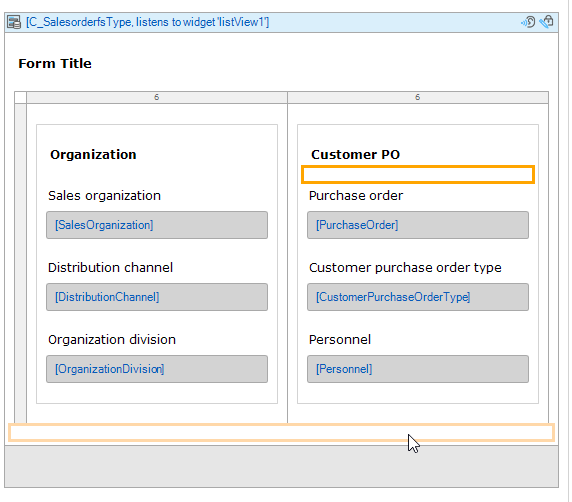 [C_SalesorderfsType, listens to widget 'listView1']
Form Title
6 6
Organization
Sales organization
[SalesOrganization]
Distribution channel
[DistributionChannel]
Organization division
[OrganizationDivision]
Customer PO
Purchase order
[PurchaseOrder]
Customer purchase order type
[CustomerPurchaseOrderType]
Personnel
[Personnel]